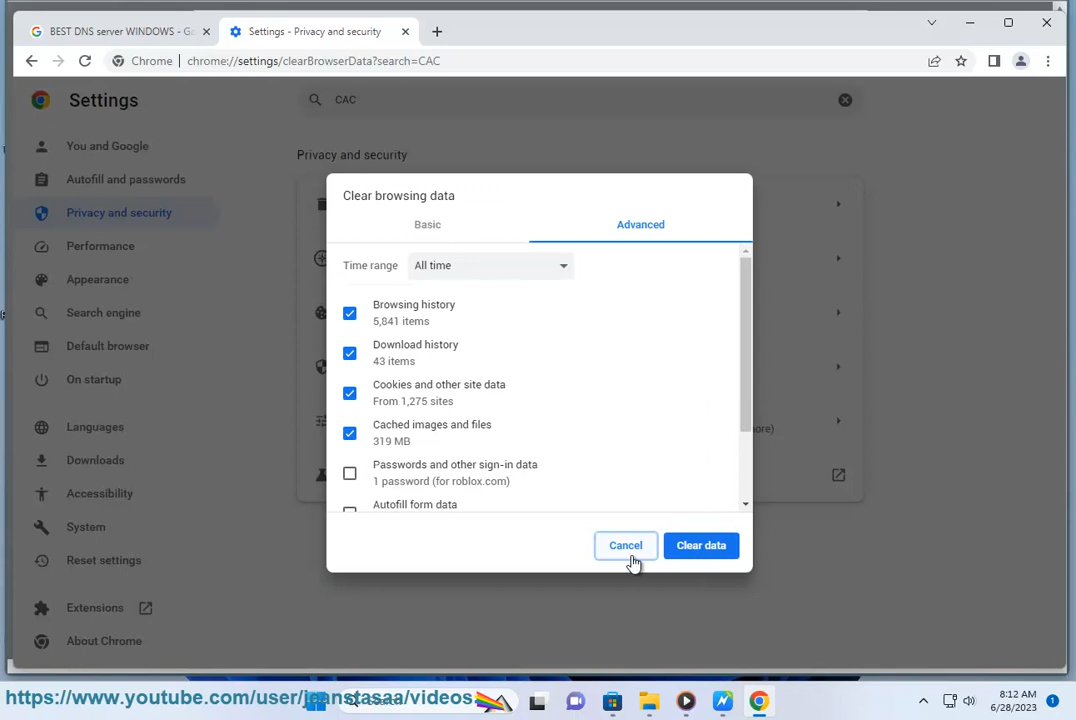 BEST DNS server WINDOWS - Go
Settings - Privacy and security
Chrome
chrome://settings/clearBrowserData?search=CAC
Settings
CAC
You and Google
Autofill and passwords
Privacy and security
Performance
Appearance
Search engine
Default browser
On startup
Languages
Downloads
Accessibility
System
Reset settings
Extensions
About Chrome
Privacy and security
more)
Clear browsing data
Basic
Advanced
Time range
All time
Browsing history
5,841 items
Download history
43 items
Cookies and other site data
From 1,275 sites
Cached images and files
319 MB
Passwords and other sign-in data
1 password (for roblox.com)
Autofill form data
Cancel
Clear data
https://www.youtube.com/user/jeanstasaa/videos
8:12 AM
6/28/2023
1